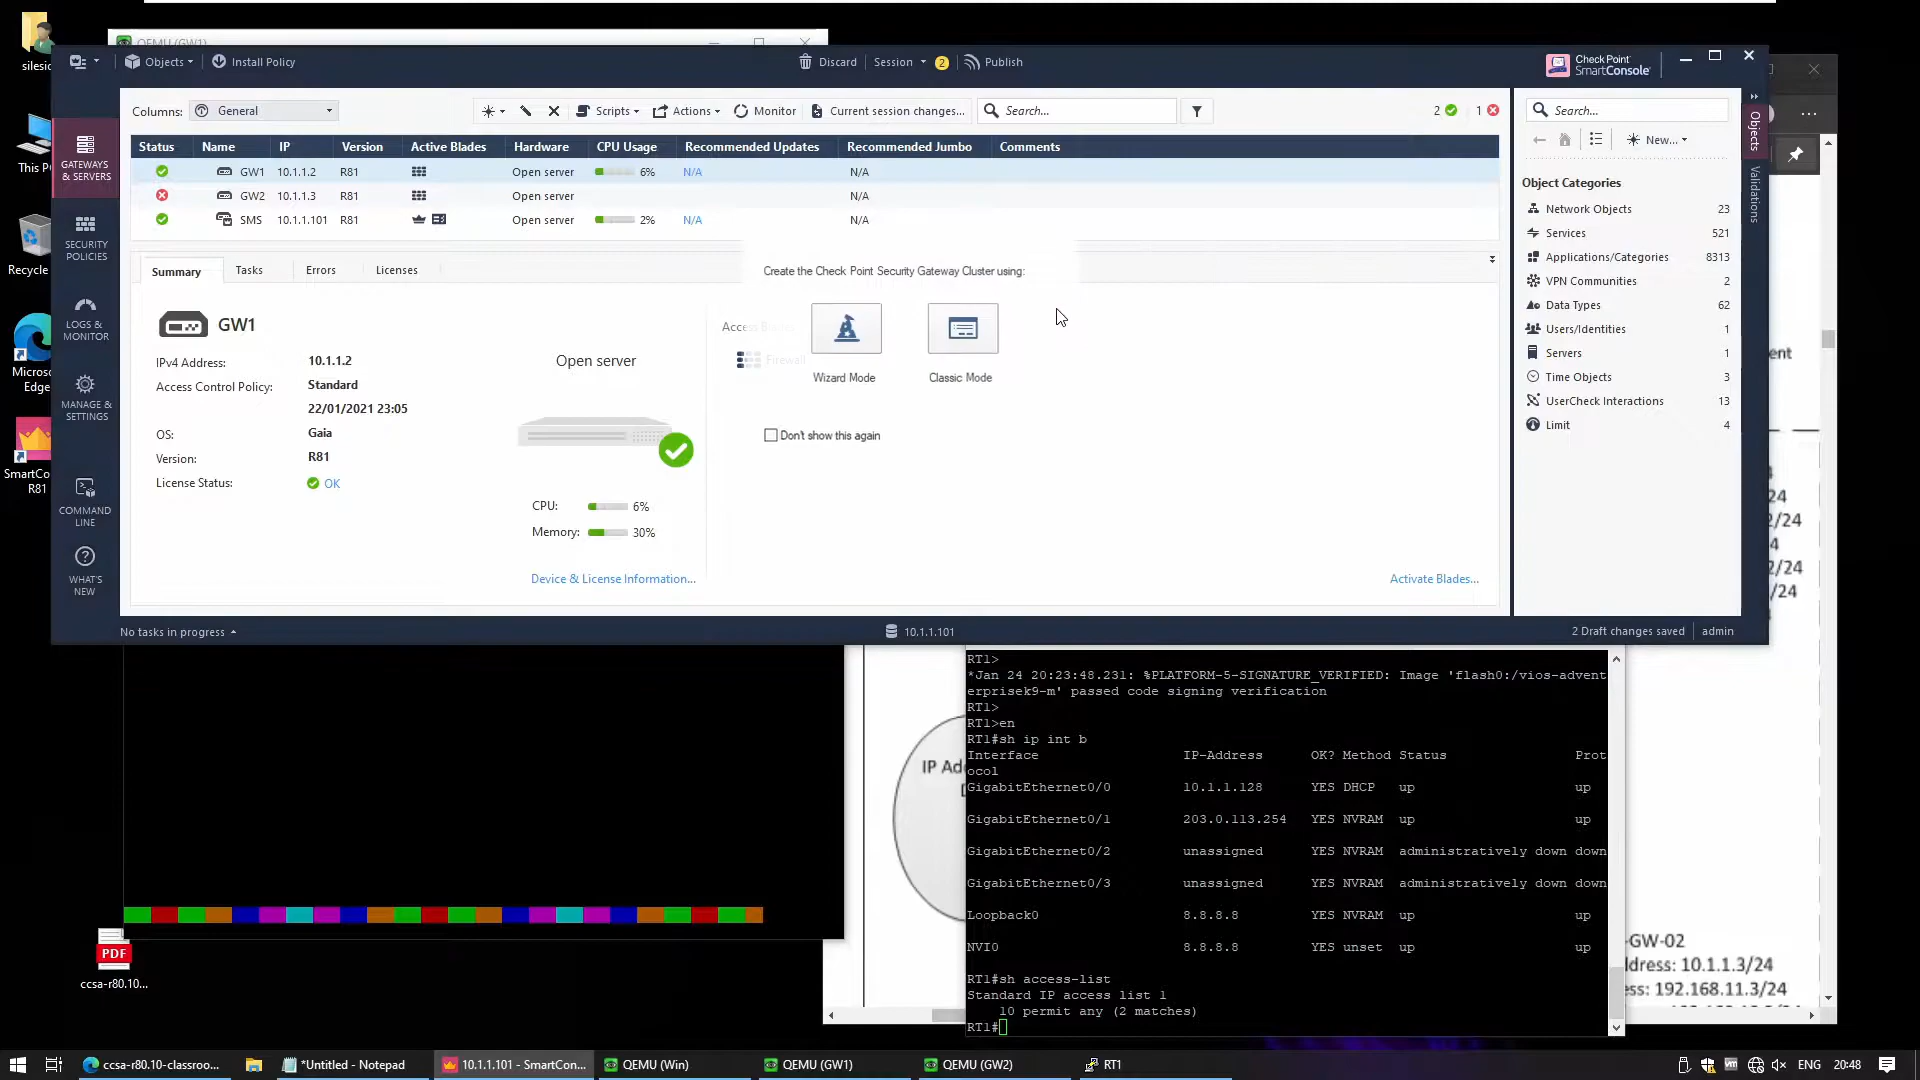 silesic
This P
Recycle
Micros
Edge
SmartCo
R81
PDF
ccsa-r80.10...
QEMU (GW1)
Objects
Install Policy
Discard
Session
2
Publish
Check Point
SmartConsole
GATEWAYS
& SERVERS
SECURITY
POLICIES
LOGS &
MONITOR
MANAGE &
SETTINGS
COMMAND
LINE
WHAT'S
NEW
Columns:
General
Scripts
Actions
Monitor
Current session changes...
Search...
2
1
Status Name IP Version Active Blades Hardware CPU Usage Recommended Updates Recommended Jumbo Comments
GW1 10.1.1.2 R81 Open server 6% N/A N/A
GW2 10.1.1.3 R81 Open server N/A
SMS 10.1.1.101 R81 Open server 2% N/A N/A
Summary Tasks Errors Licenses
GW1
IPv4 Address: 10.1.1.2
Access Control Policy: Standard
22/01/2021 23:05
OS: Gaia
Version: R81
License Status: OK
Open server
CPU: 6%
Memory: 30%
Device & License Information...
Create the Check Point Security Gateway Cluster using:
Firewall
Wizard Mode
Classic Mode
Don't show this again
Activate Blades...
Search...
New...
Object Categories
Network Objects 23
Services 521
Applications/Categories 8313
VPN Communities 2
Data Types 62
Users/Identities 1
Servers 1
Time Objects 3
UserCheck Interactions 13
Limit 4
Objects
Validations
No tasks in progress
10.1.1.101
2 Draft changes saved
admin
ent
/24
2/24
2/24
/24
IP Ad
-GW-02
ldress: 10.1.1.3/24
ess: 192.168.11.3/24
RT1>
*Jan 24 20:23:48.231: %PLATFORM-5-SIGNATURE_VERIFIED: Image 'flash0:/vios-advent
erprisek9-m' passed code signing verification
RT1>
RT1>en
RT1#sh ip int b
Interface IP-Address OK? Method Status Prot
ocol
GigabitEthernet0/0 10.1.1.128 YES DHCP up up
GigabitEthernet0/1 203.0.113.254 YES NVRAM up up
GigabitEthernet0/2 unassigned YES NVRAM administratively down down
GigabitEthernet0/3 unassigned YES NVRAM administratively down down
Loopback0 8.8.8.8 YES NVRAM up up
NVI0 8.8.8.8 YES unset up up
RT1#sh access-list
Standard IP access list 1
10 permit any (2 matches)
RT1#
ccsa-r80.10-classroo...
*Untitled - Notepad
10.1.1.101 - SmartCon...
QEMU (Win)
QEMU (GW1)
QEMU (GW2)
RT1
ENG
20:48